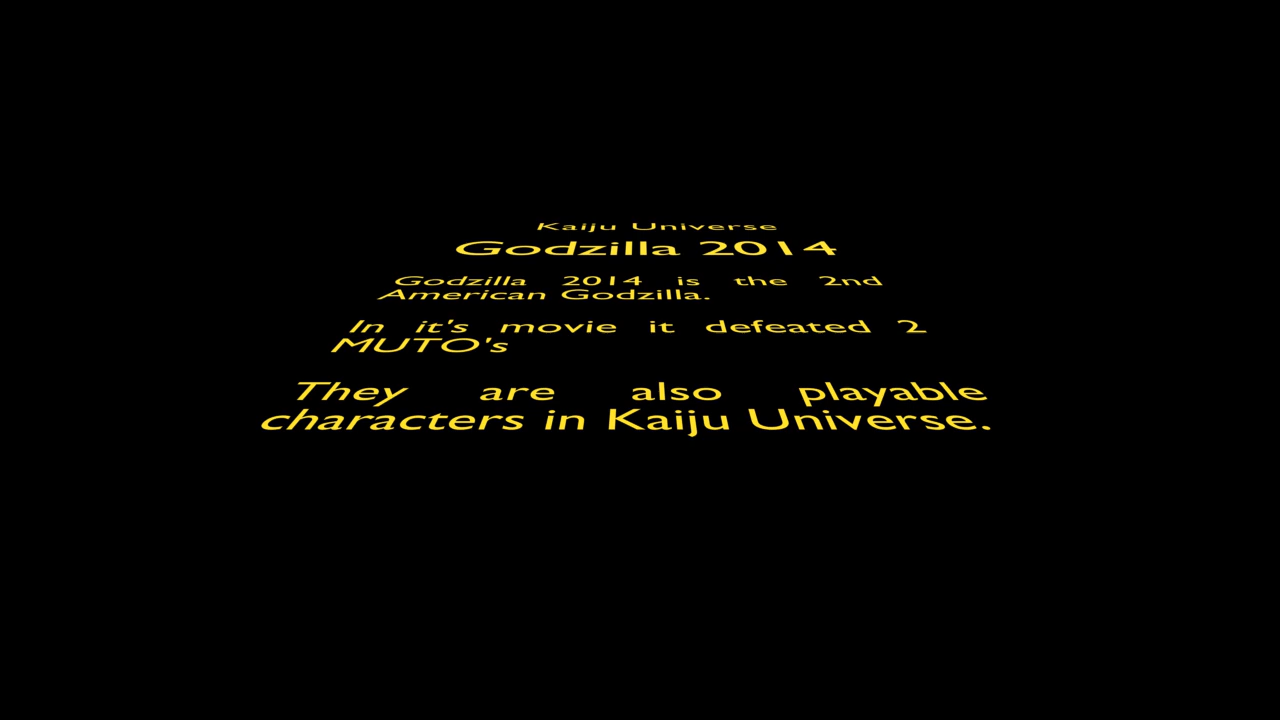 Kaiju Universe
Godzilla 2014
Godzilla 2014 is the 2nd
American Godzilla.
In it's movie it defeated 2
MUTO's
They are also playable
characters in Kaiju Universe.